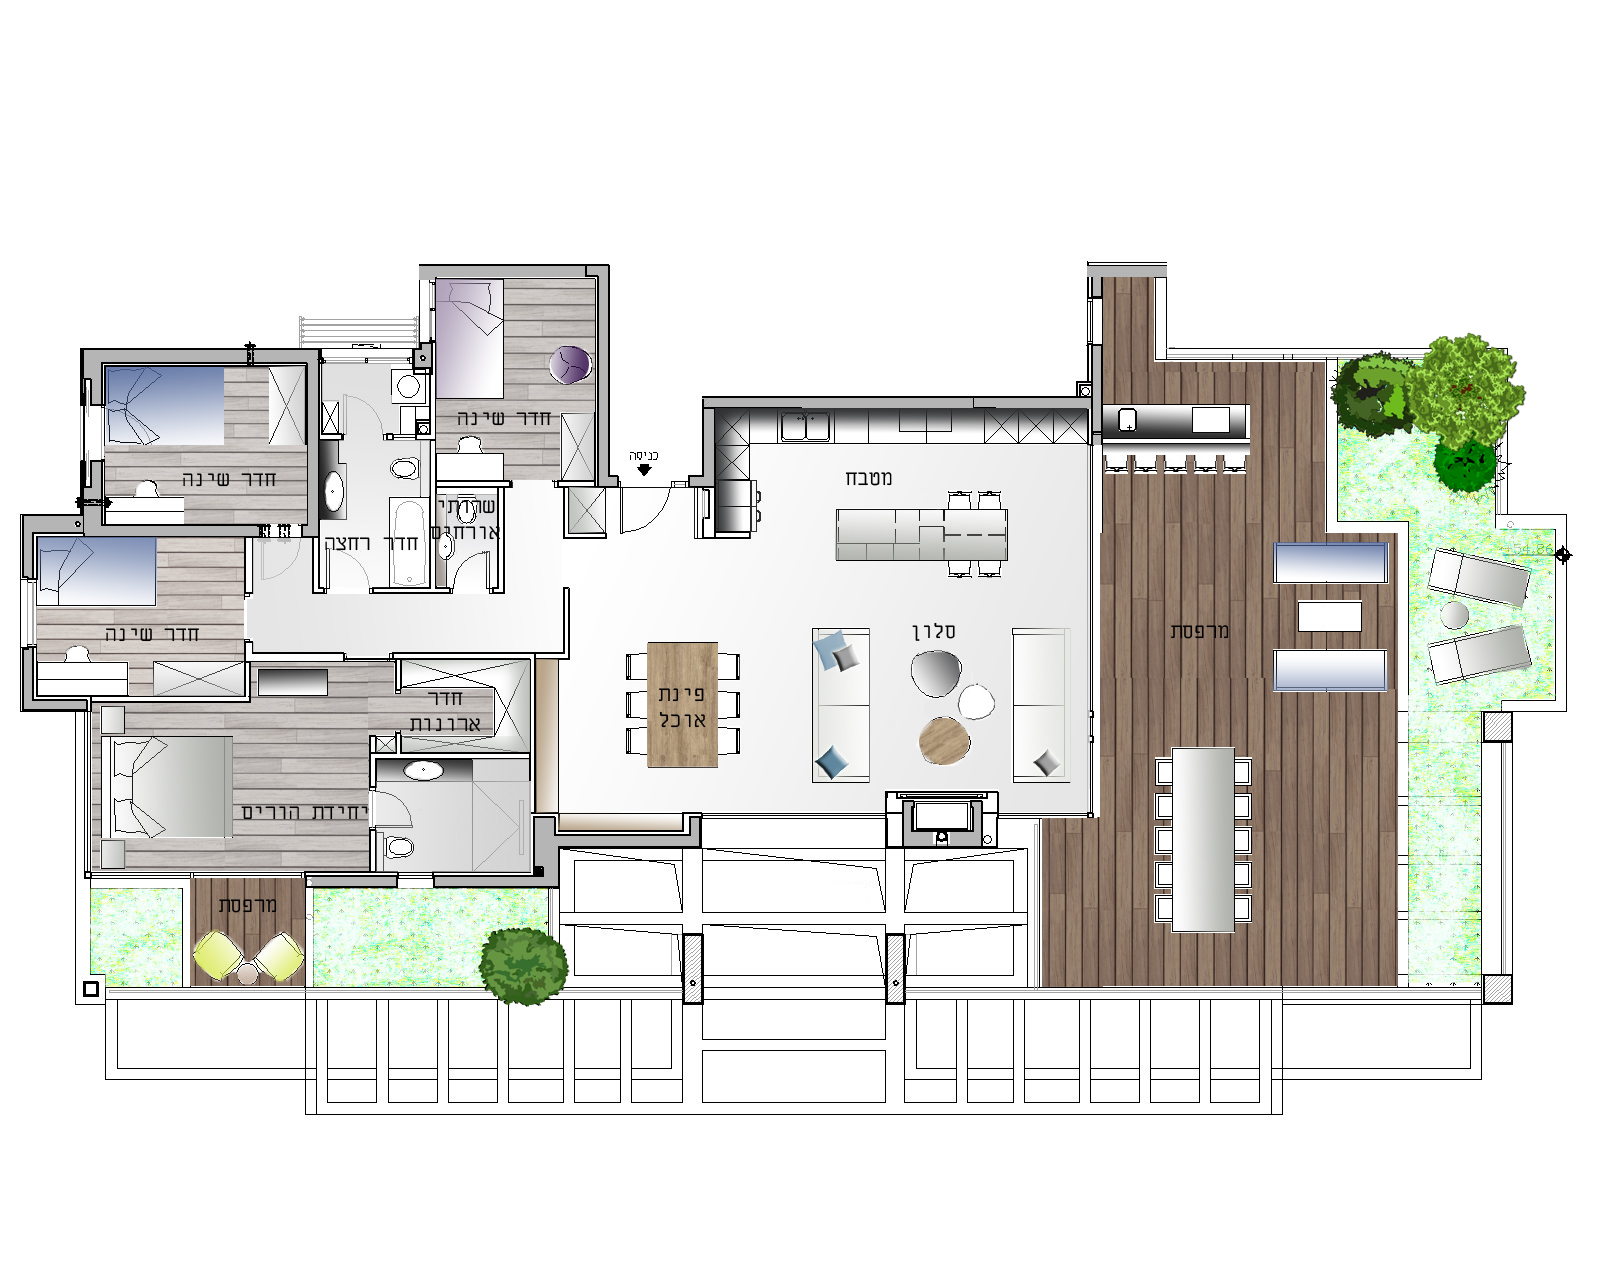 חדר שינה
כניסה
חדר שינה
מטבח
שרותי
אורחים
חדר רחצה
54.86
חדר שינה
סלון
מרפסת
חדר
ארונות
פינת
אוכל
יחידת הורים
מרפסת